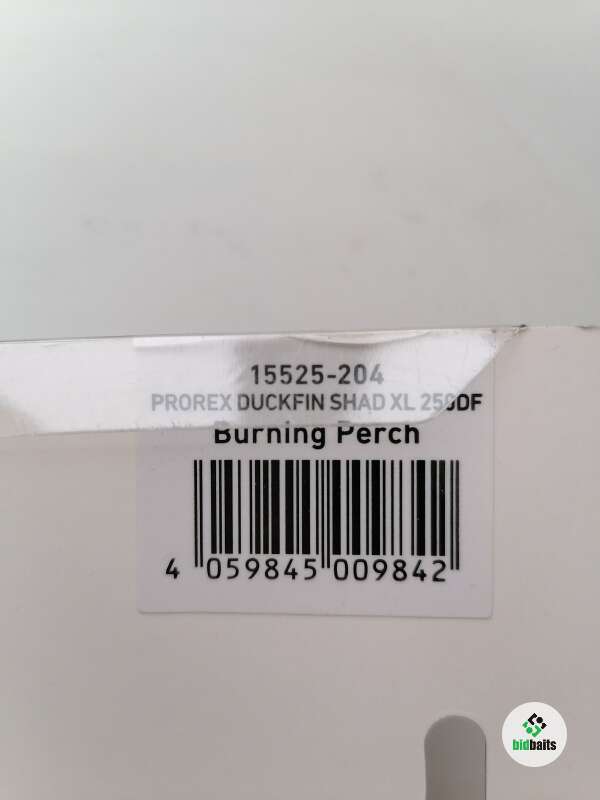 15525-204
PROREX DUCKFIN SHAD XL 250DF
Burning Perch
4 059845 009842
bidbaits